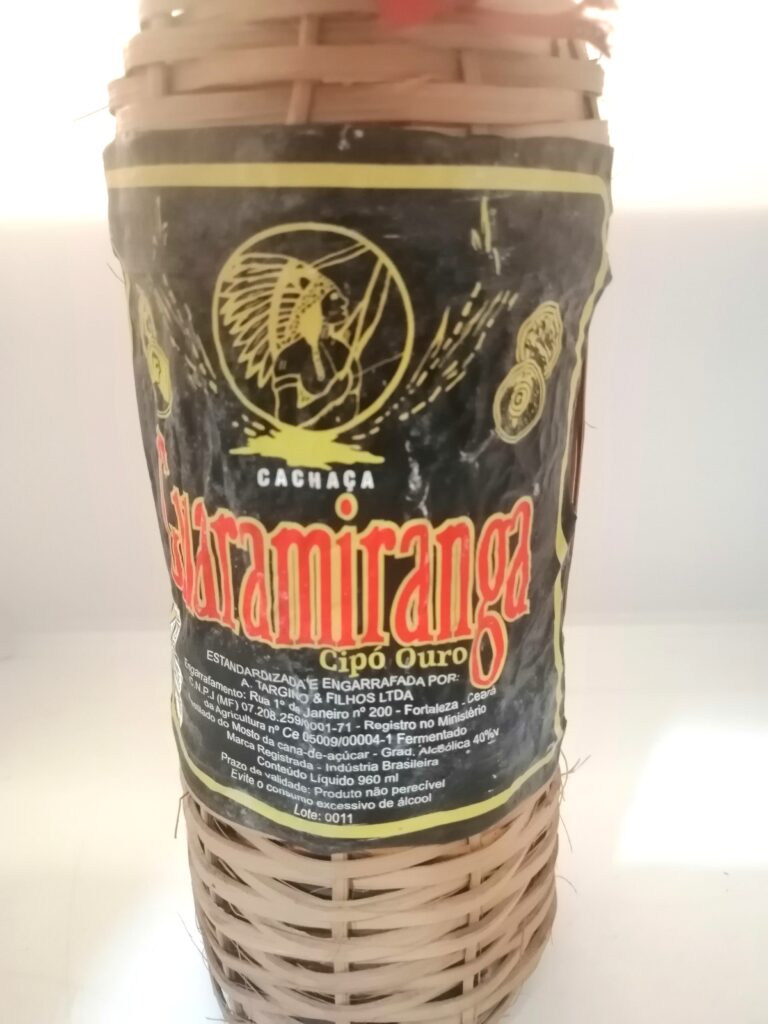 CACHAÇA
Guaramiranga
Cipó Ouro
ESTANDARDIZADA E ENGARRAFADA POR:
A. TARGINO & FILHOS LTDA
Engarrafamento: Rua 1º de Janeiro nº 200 - Fortaleza - Ceará
C.N.P.J (MF) 07.208.259/0001-71 - Registro no Ministério
da Agricultura nº Ce 05009/00004-1 Fermentado
do Mosto da cana-de-açúcar - Grad. Alcoólica 40%v
Marca Registrada - Indústria Brasileira
Conteúdo Líquido 960 ml
Prazo de validade: Produto não perecível
Evite o consumo excessivo de álcool
Lote: 0011